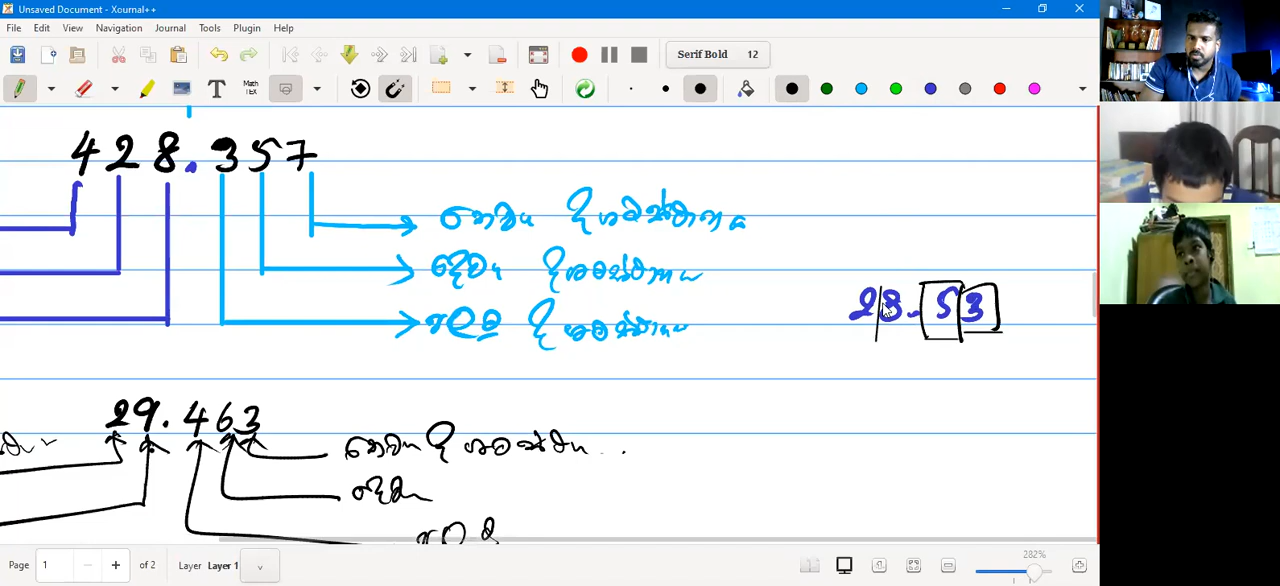 Unsaved Document - Xournal++
File Edit View Navigation Journal Tools Plugin Help
Serif Bold 12
428.357
තෙවන දශමස්ථානය
දෙවන දශමස්ථානය
පළමු දශමස්ථානය
28.53
29.463
තෙවන දශමස්ථාන...
දෙවන
Page 1 of 2 Layer Layer 1 282%